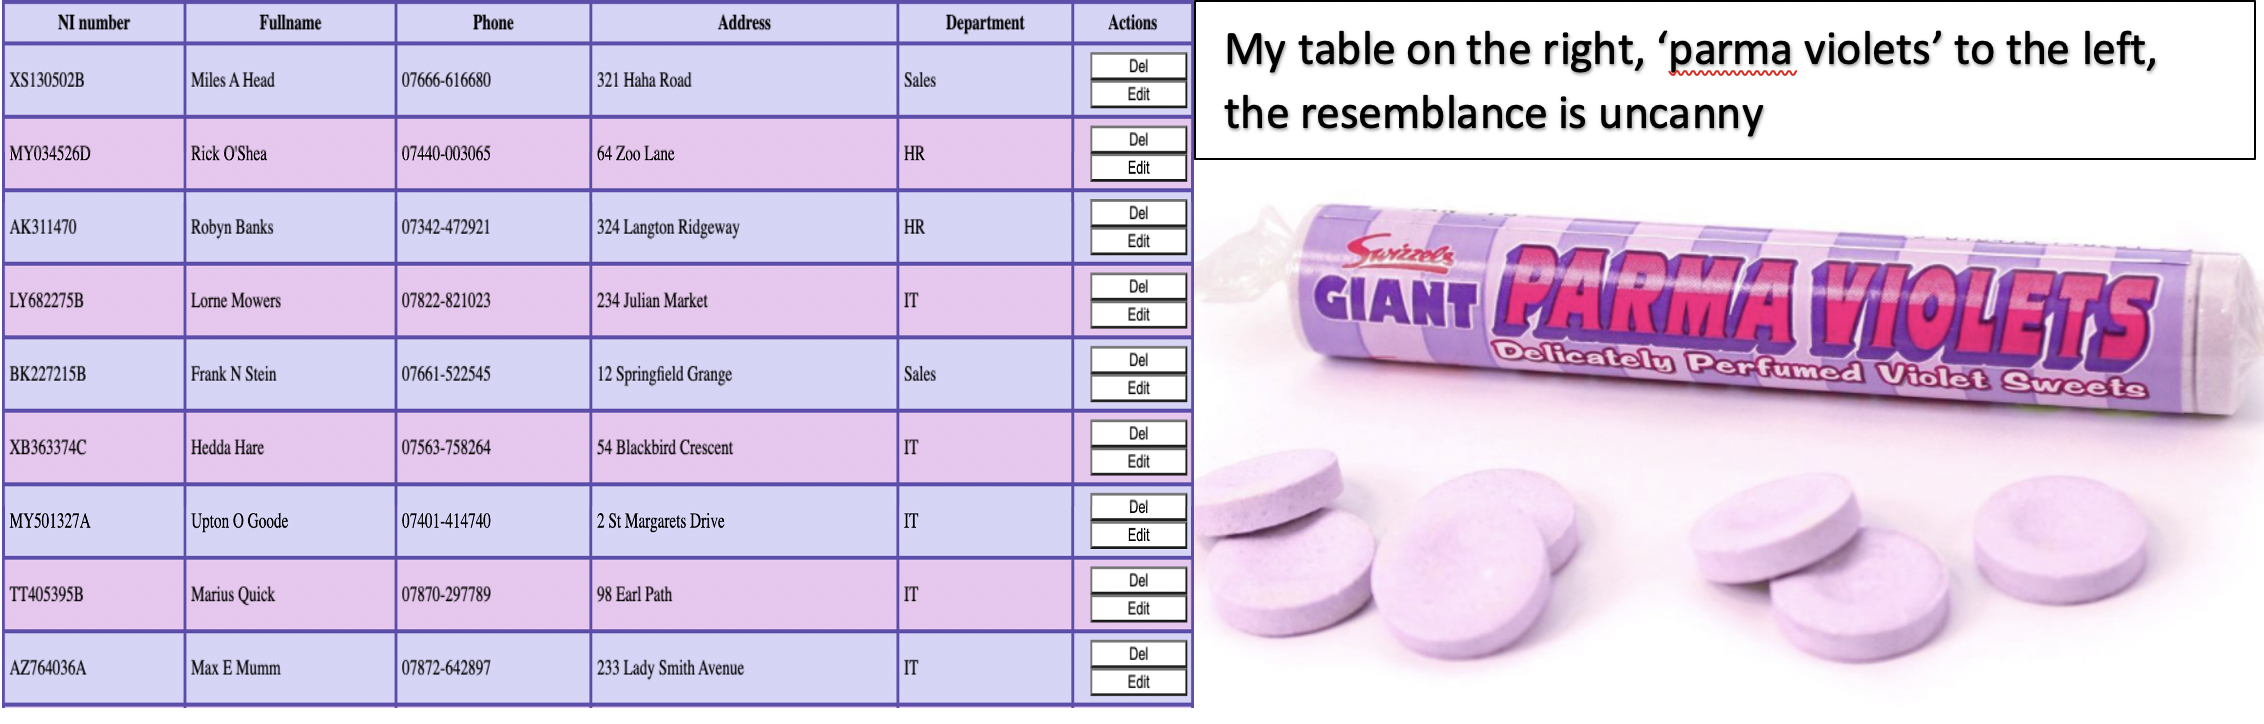 NI number Fullname Phone Address Department Actions
XS130502B Miles A Head 07666-616680 321 Haha Road Sales Del Edit
MY034526D Rick O'Shea 07440-003065 64 Zoo Lane HR Del Edit
AK311470 Robyn Banks 07342-472921 324 Langton Ridgeway HR Del Edit
LY682275B Lorne Mowers 07822-821023 234 Julian Market IT Del Edit
BK227215B Frank N Stein 07661-522545 12 Springfield Grange Sales Del Edit
XB363374C Hedda Hare 07563-758264 54 Blackbird Crescent IT Del Edit
MY501327A Upton O Goode 07401-414740 2 St Margarets Drive IT Del Edit
TT405395B Marius Quick 07870-297789 98 Earl Path IT Del Edit
AZ764036A Max E Mumm 07872-642897 233 Lady Smith Avenue IT Del Edit
My table on the right, ‘parma violets’ to the left,
the resemblance is uncanny
Swizzels
GIANT PARMA VIOLETS
Delicately Perfumed Violet Sweets